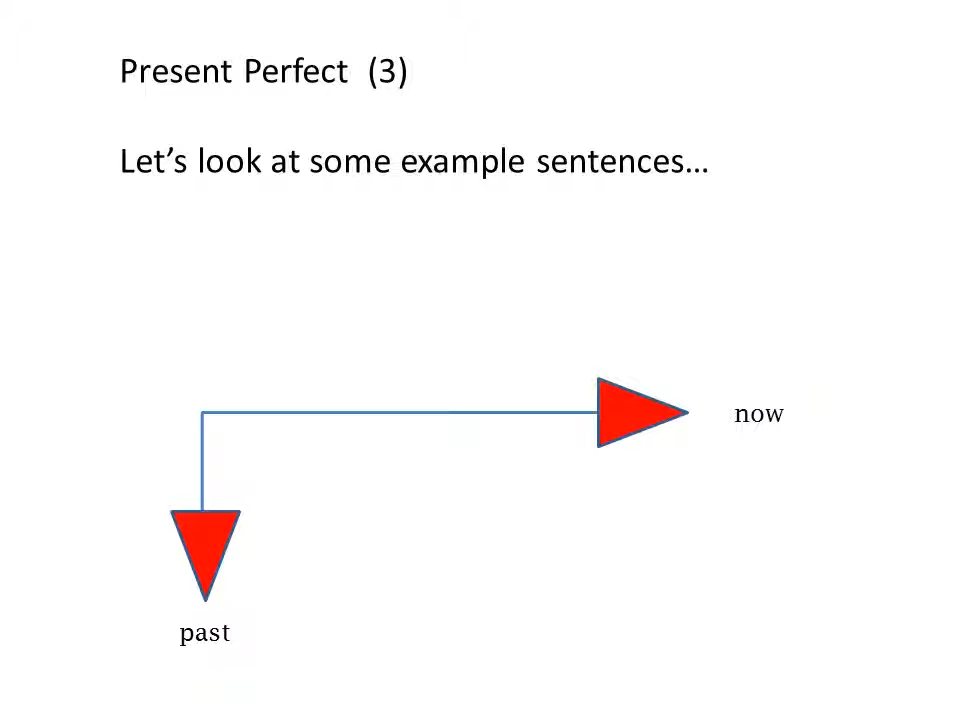 Present Perfect  (3)
Let’s look at some example sentences…
now
past